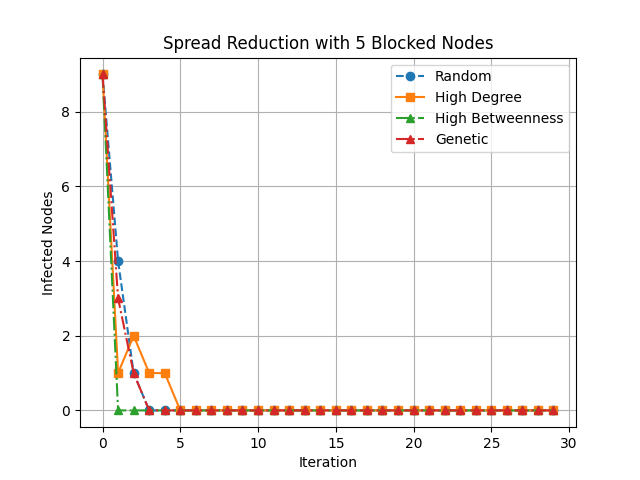 Spread Reduction with 5 Blocked Nodes
Random
High Degree
High Betweenness
Genetic
Infected Nodes
8
6
4
2
0
0 5 10 15 20 25 30
Iteration